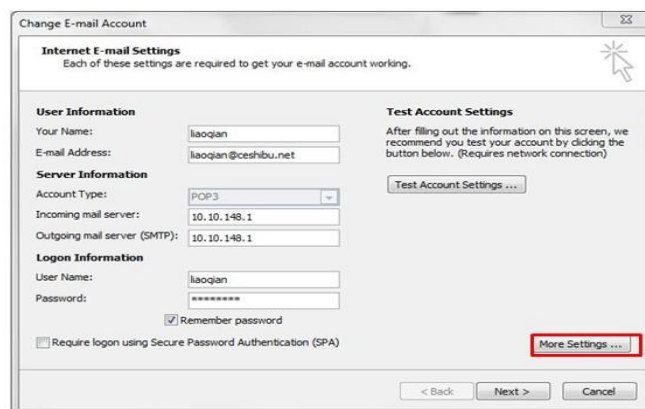 Change E-mail Account
Internet E-mail Settings
Each of these settings are required to get your e-mail account working.
User Information
Your Name: liaoqian
E-mail Address: liaoqian@ceshibu.net
Server Information
Account Type: POP3
Incoming mail server: 10.10.148.1
Outgoing mail server (SMTP): 10.10.148.1
Logon Information
User Name: liaoqian
Password: ********
Remember password
Require logon using Secure Password Authentication (SPA)
Test Account Settings
After filling out the information on this screen, we
recommend you test your account by clicking the
button below. (Requires network connection)
Test Account Settings ...
More Settings ...
< Back Next > Cancel